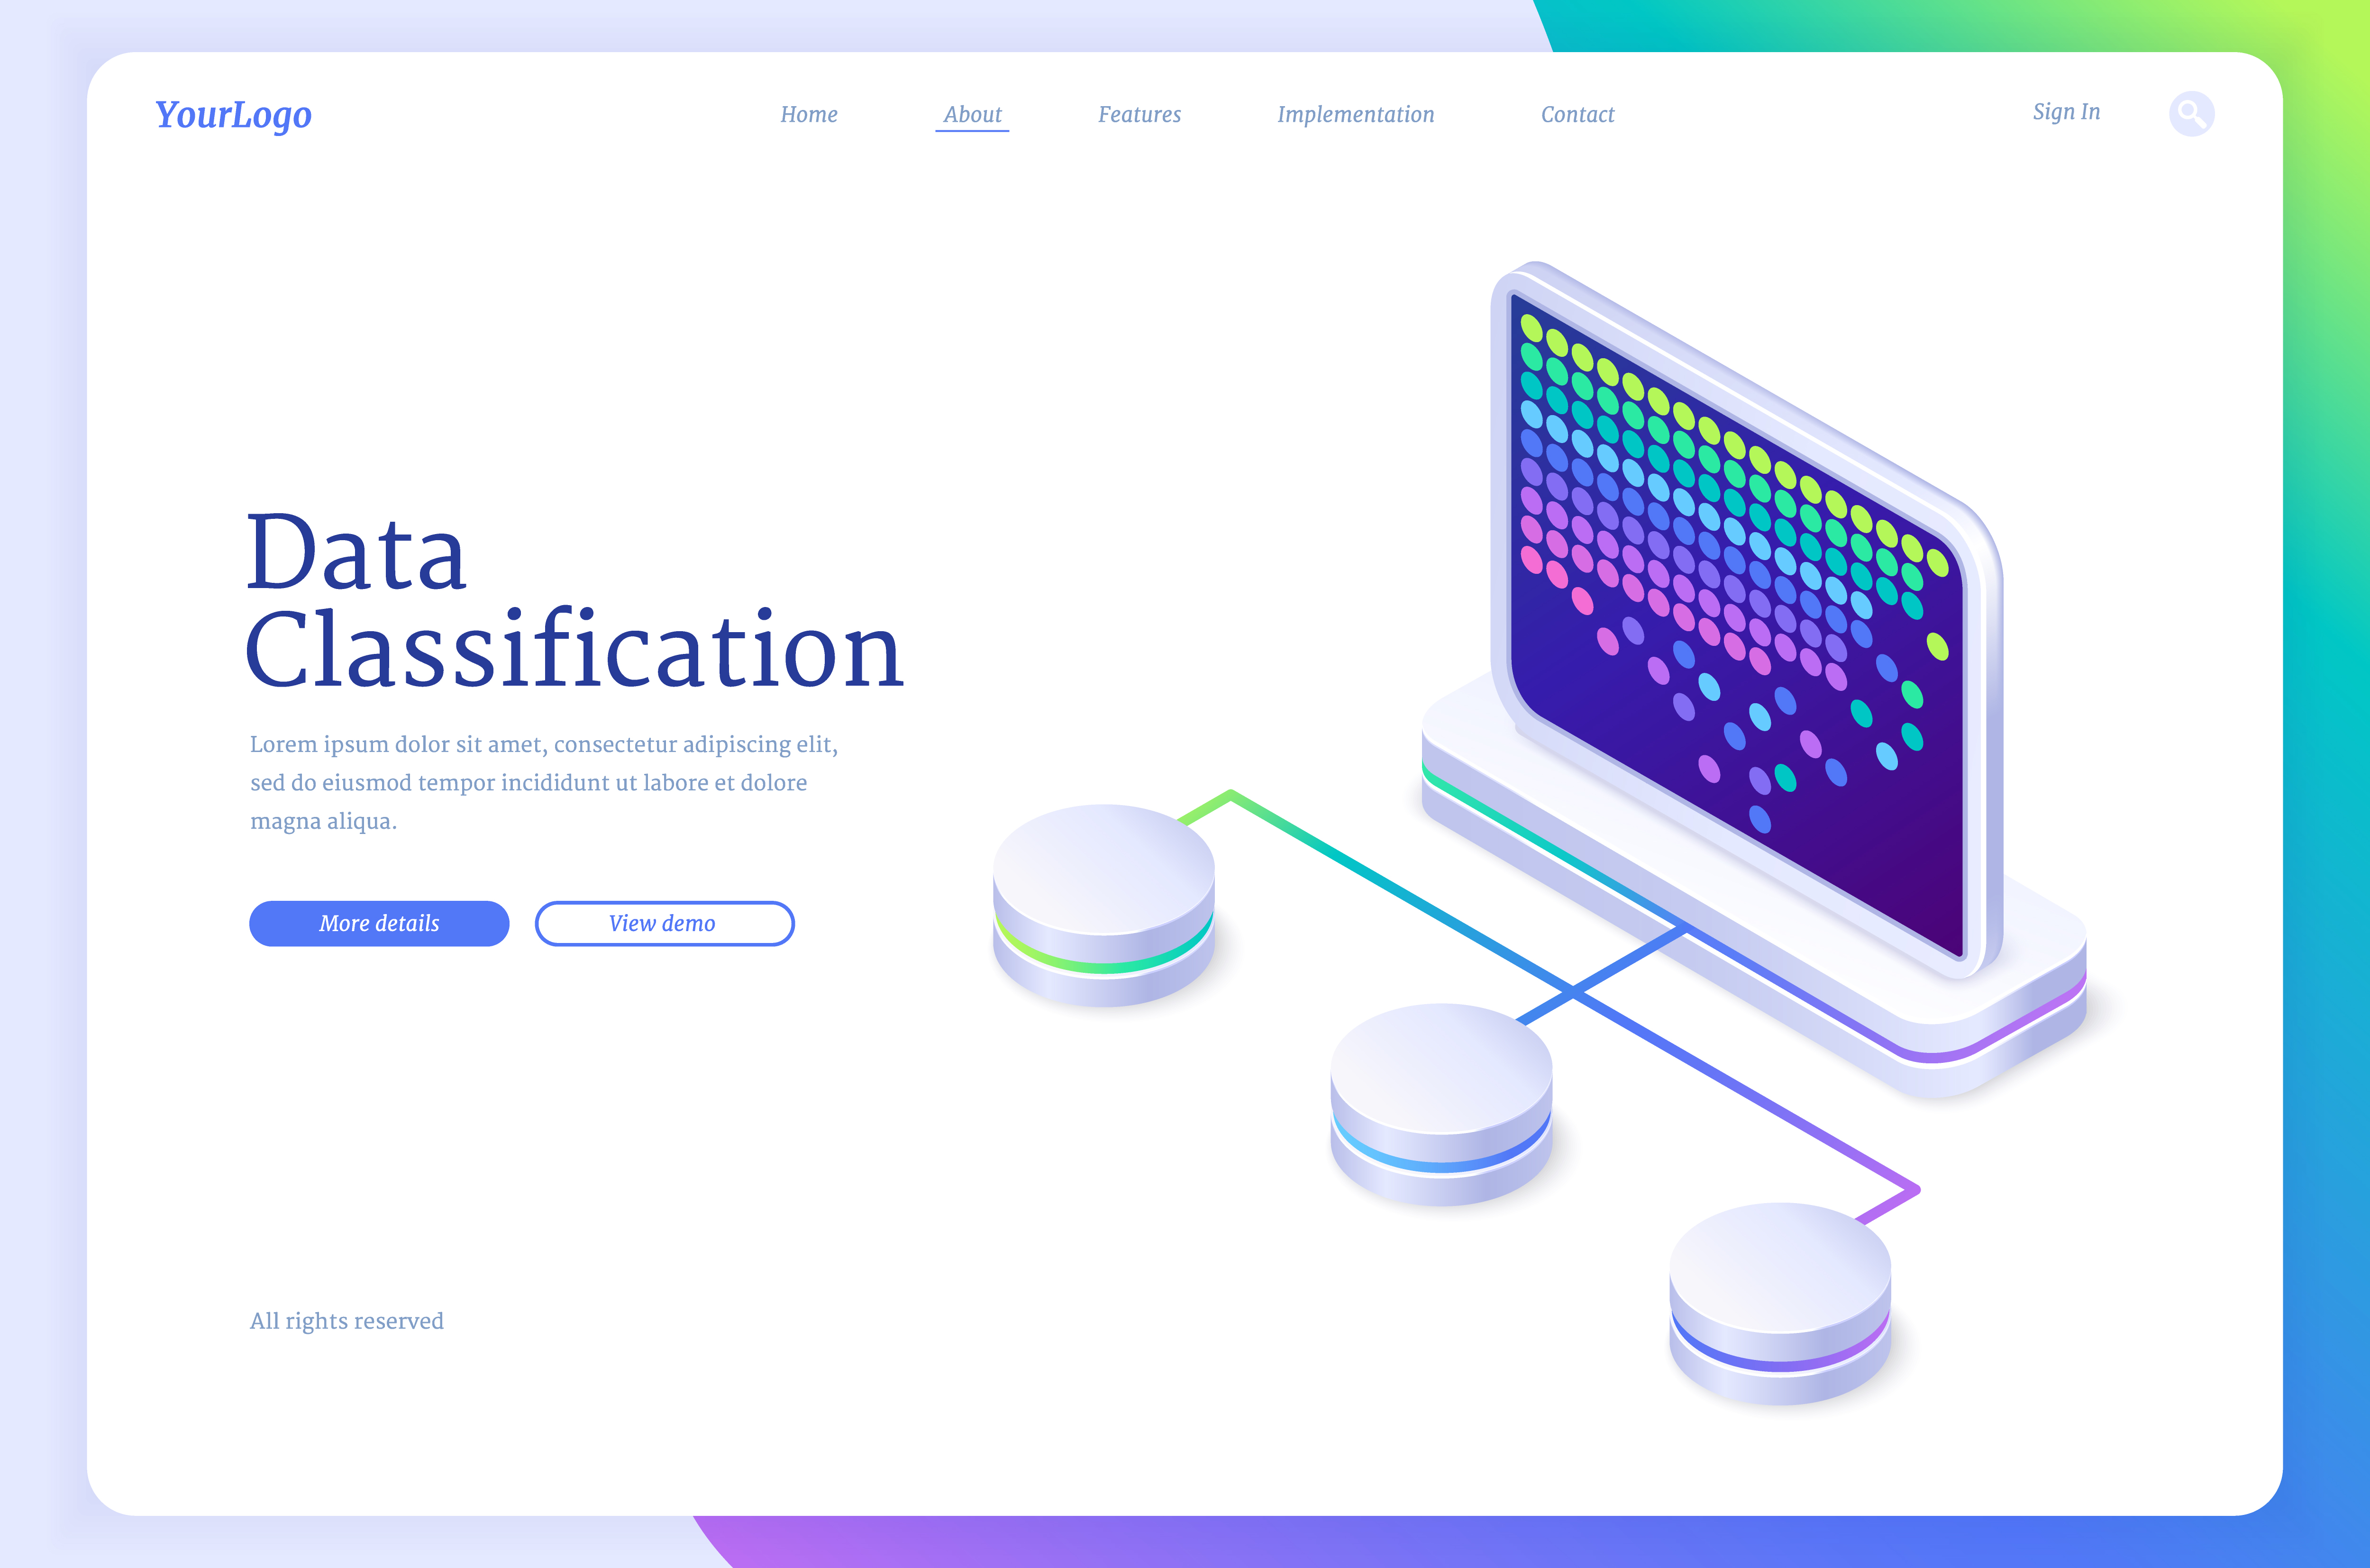 YourLogo
Home About Features Implementation Contact Sign In
Data
Classification
Lorem ipsum dolor sit amet, consectetur adipiscing elit,
sed do eiusmod tempor incididunt ut labore et dolore
magna aliqua.
More details View demo
All rights reserved